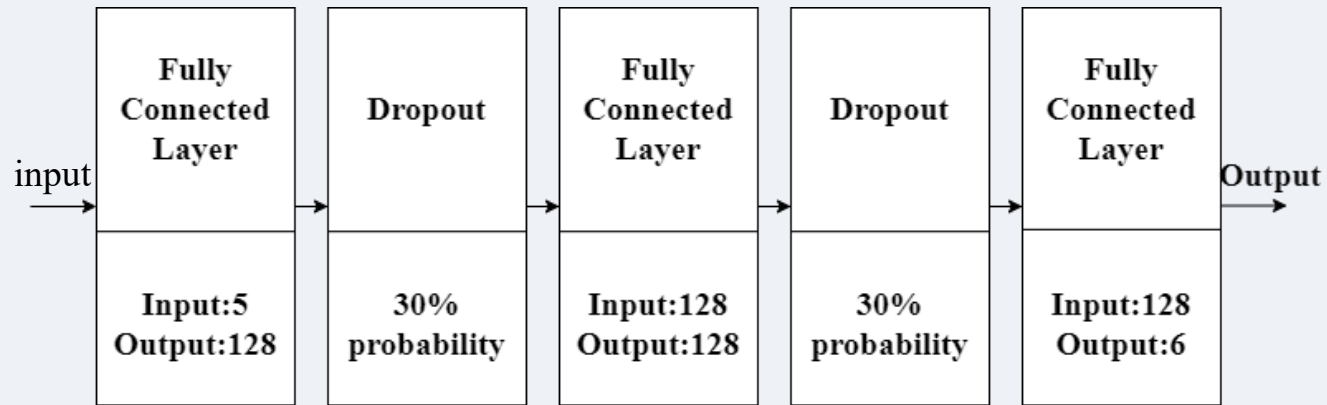 input
Fully
Connected
Layer
Input:5
Output:128
Dropout
30%
probability
Fully
Connected
Layer
Input:128
Output:128
Dropout
30%
probability
Fully
Connected
Layer
Input:128
Output:6
Output